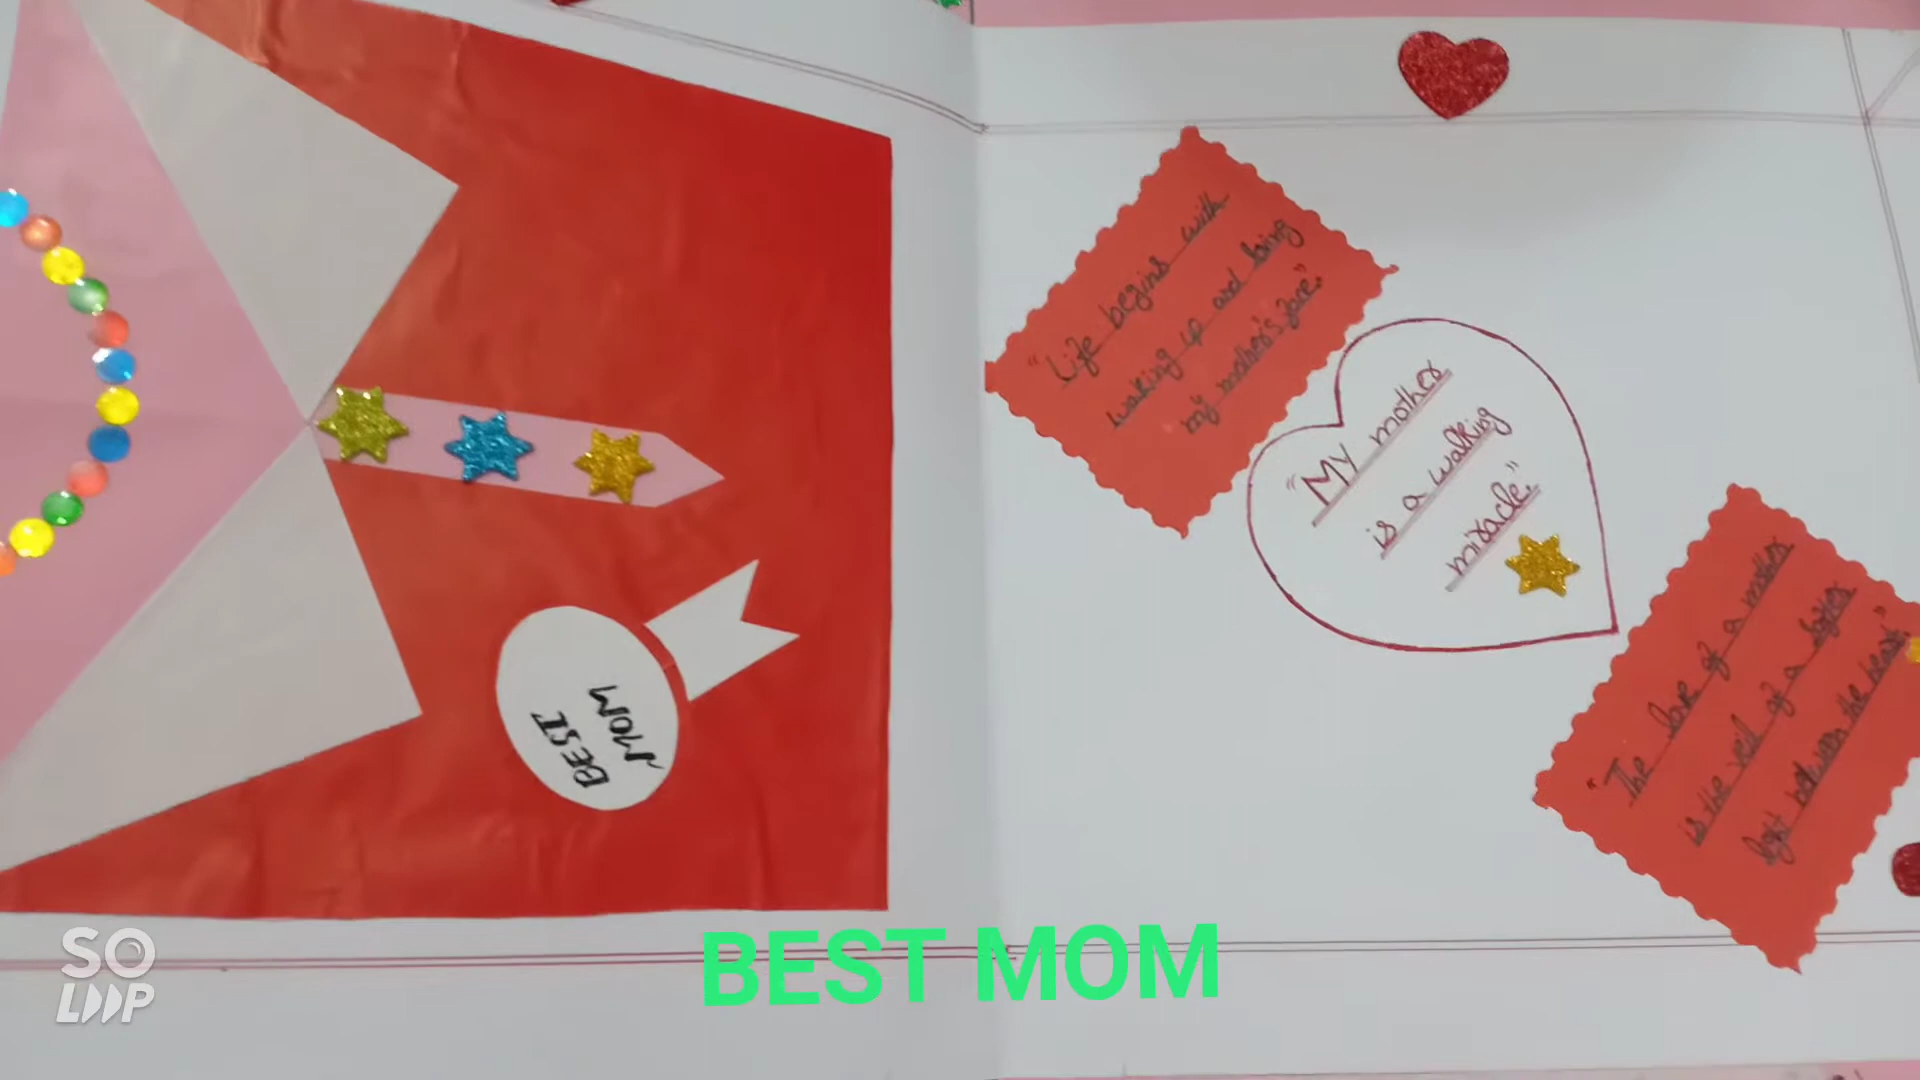 BEST
MOM
"Life begins with
waking up and loving
my mother's face."
"My mother
is a walking
miracle."
"The love of a mother
is the veil of a
light between the heart"
BEST MOM
SO
LOOP